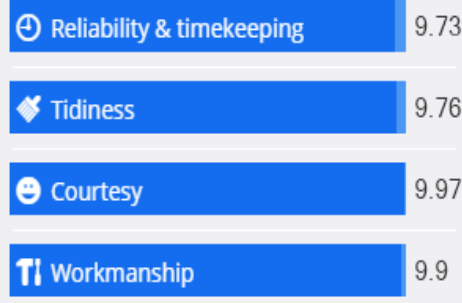 Reliability & timekeeping 9.73
Tidiness 9.76
Courtesy 9.97
Workmanship 9.9